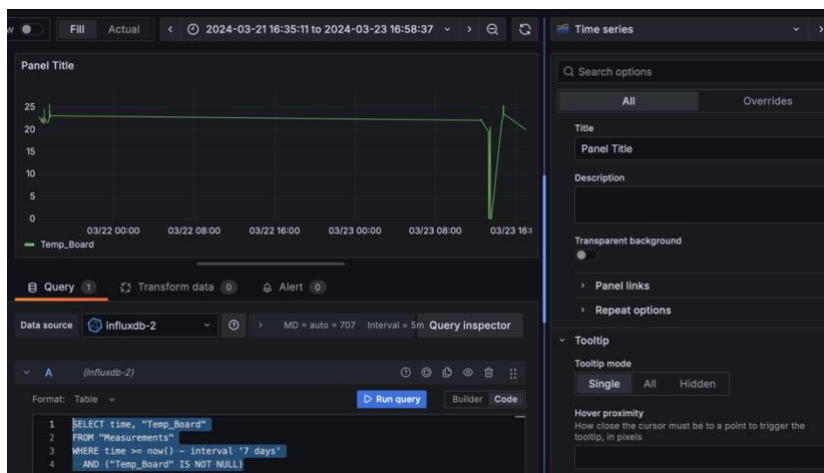 w
Fill
Actual
2024-03-21 16:35:11 to 2024-03-23 16:58:37
Time series
Panel Title
25
20
15
10
5
0
03/22 00:00 03/22 08:00 03/22 16:00 03/23 00:00 03/23 08:00 03/23 16:
Temp_Board
Search options
All
Overrides
Title
Panel Title
Description
Transparent background
Panel links
Repeat options
Tooltip
Tooltip mode
Single All Hidden
Hover proximity
How close the cursor must be to a point to trigger the
tooltip, in pixels
Query 1
Transform data 0
Alert 0
Data source
influxdb-2
MD = auto = 707 Interval = 5m
Query inspector
A (influxdb-2)
Format: Table
Run query
Builder Code
1 SELECT time, "Temp_Board"
2 FROM "Measurements"
3 WHERE time >= now() - interval '7 days'
4 AND ("Temp_Board" IS NOT NULL)